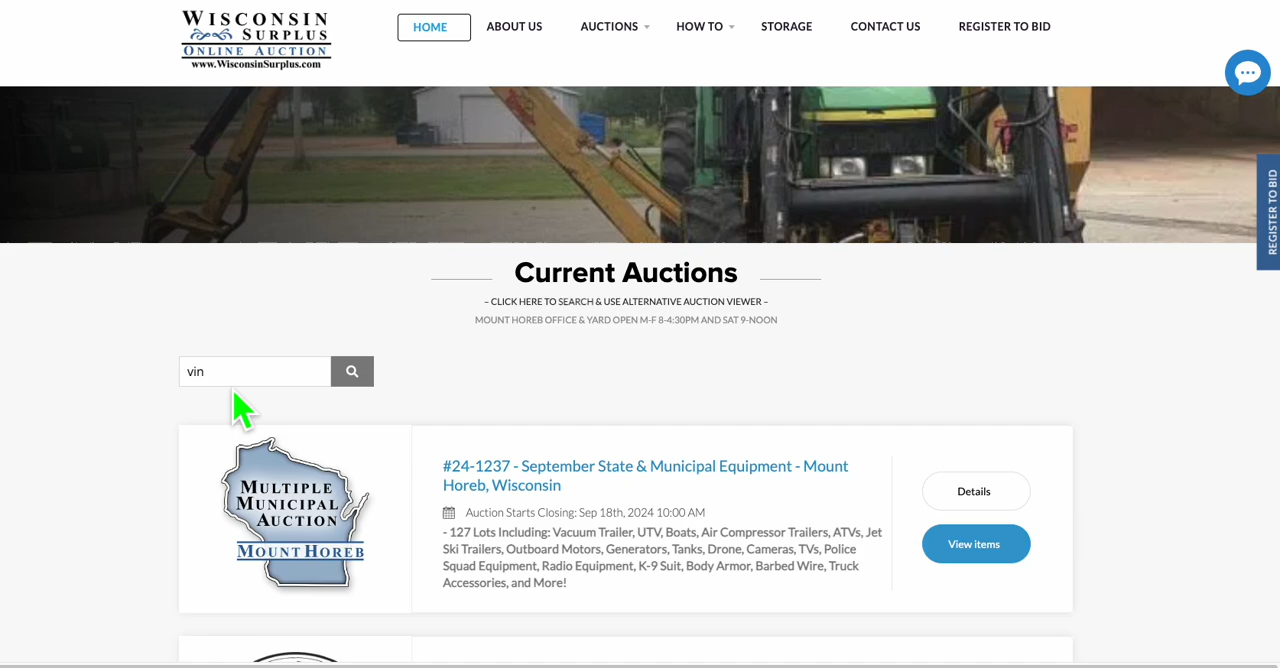 WISCONSIN
SURPLUS
ONLINE AUCTION
www.WisconsinSurplus.com
HOME
ABOUT US
AUCTIONS
HOW TO
STORAGE
CONTACT US
REGISTER TO BID
REGISTER TO BID
Current Auctions
– CLICK HERE TO SEARCH & USE ALTERNATIVE AUCTION VIEWER –
MOUNT HOREB OFFICE & YARD OPEN M-F 8-4:30PM AND SAT 9-NOON
vin
MULTIPLE
MUNICIPAL
AUCTION
MOUNT HOREB
#24-1237 - September State & Municipal Equipment - Mount
Horeb, Wisconsin
Auction Starts Closing: Sep 18th, 2024 10:00 AM
- 127 Lots Including: Vacuum Trailer, UTV, Boats, Air Compressor Trailers, ATVs, Jet
Ski Trailers, Outboard Motors, Generators, Tanks, Drone, Cameras, TVs, Police
Squad Equipment, Radio Equipment, K-9 Suit, Body Armor, Barbed Wire, Truck
Accessories, and More!
Details
View items